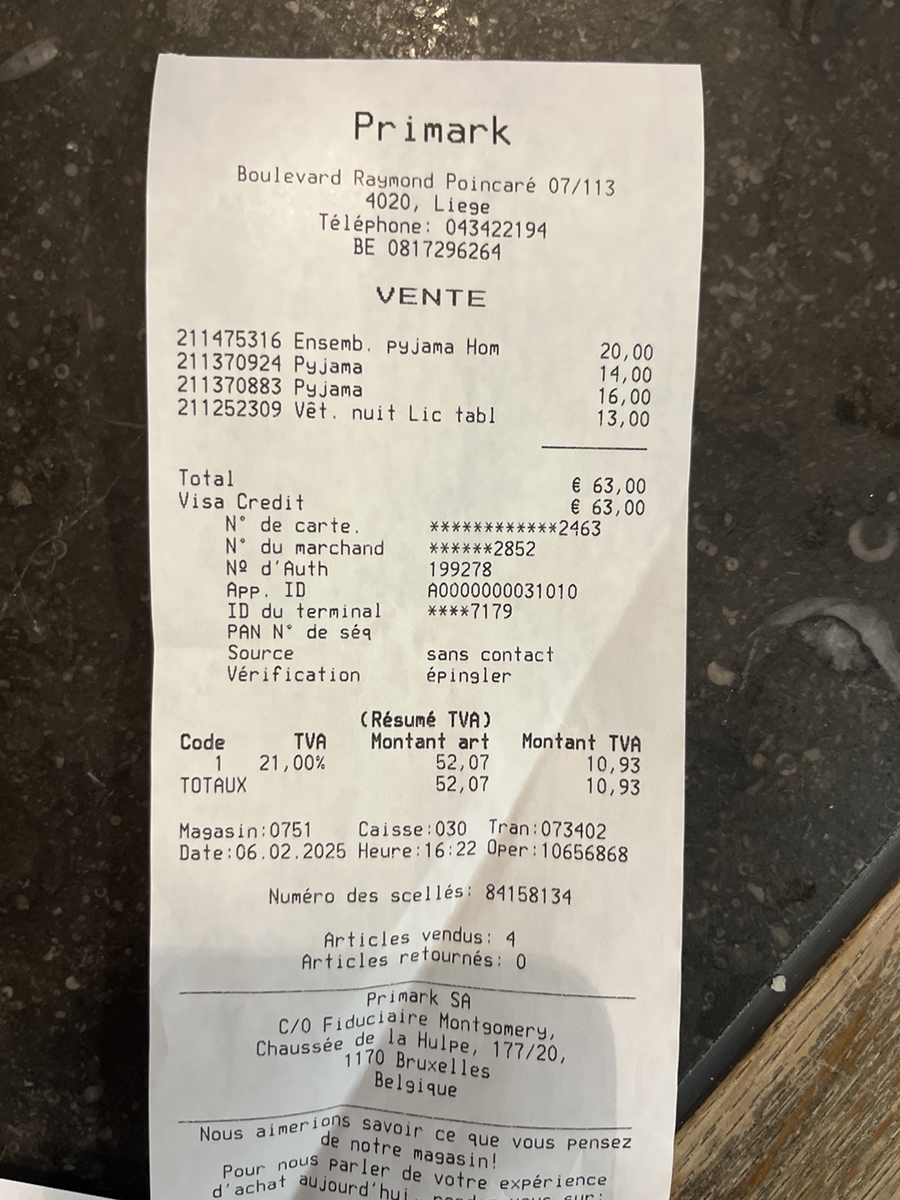 Primark
Boulevard Raymond Poincaré 07/113
4020, Liege
Téléphone: 043422194
BE 0817296264
VENTE
211475316 Ensemb. pyjama Hom 20,00
211370924 Pyjama 14,00
211370883 Pyjama 16,00
211252309 Vêt. nuit Lic tabl 13,00
Total € 63,00
Visa Credit € 63,00
N° de carte. ************2463
N° du marchand ******2852
Nº d'Auth 199278
App. ID A0000000031010
ID du terminal ****7179
PAN N° de séq
Source sans contact
Vérification épingler
(Résumé TVA)
Code TVA Montant art Montant TVA
1 21,00% 52,07 10,93
TOTAUX 52,07 10,93
Magasin:0751 Caisse:030 Tran:073402
Date:06.02.2025 Heure:16:22 Oper:10656868
Numéro des scellés: 84158134
Articles vendus: 4
Articles retournés: 0
Primark SA
C/O Fiduciaire Montgomery,
Chaussée de la Hulpe, 177/20,
1170 Bruxelles
Belgique
Nous aimerions savoir ce que vous pensez
de notre magasin!
Pour nous parler de votre expérience
d'achat aujourd'hui, sur: